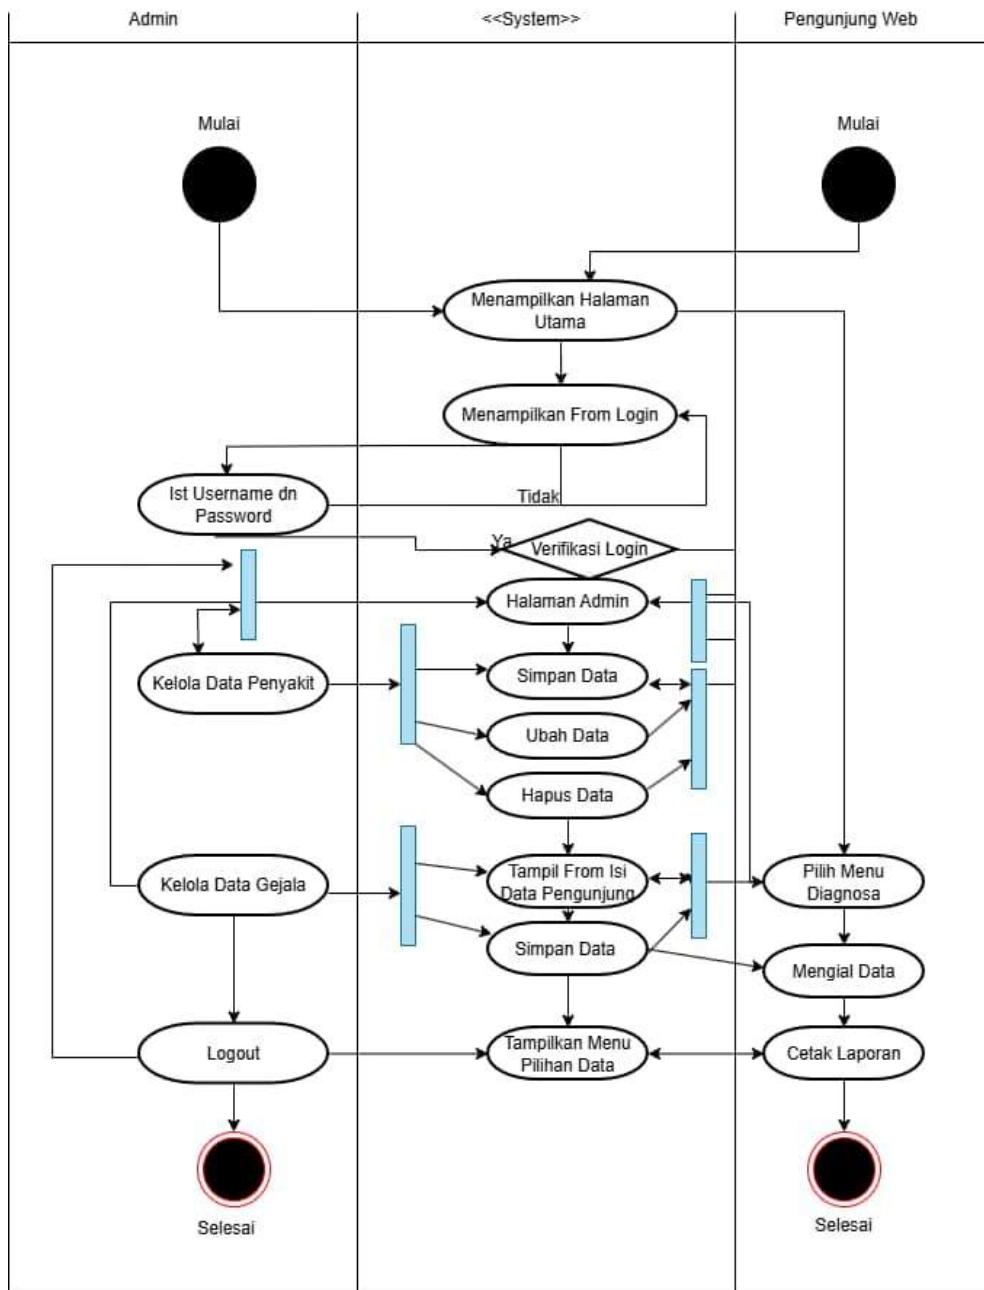 Admin
<<System>>
Pengunjung Web
Mulai
Mulai
Menampilkan Halaman
Utama
Menampilkan From Login
Ist Username dn
Password
Tidak
Ya
Verifikasi Login
Halaman Admin
Kelola Data Penyakit
Simpan Data
Ubah Data
Hapus Data
Kelola Data Gejala
Tampil From Isi
Data Pengunjung
Pilih Menu
Diagnosa
Simpan Data
Mengial Data
Logout
Tampilkan Menu
Pilihan Data
Cetak Laporan
Selesai
Selesai